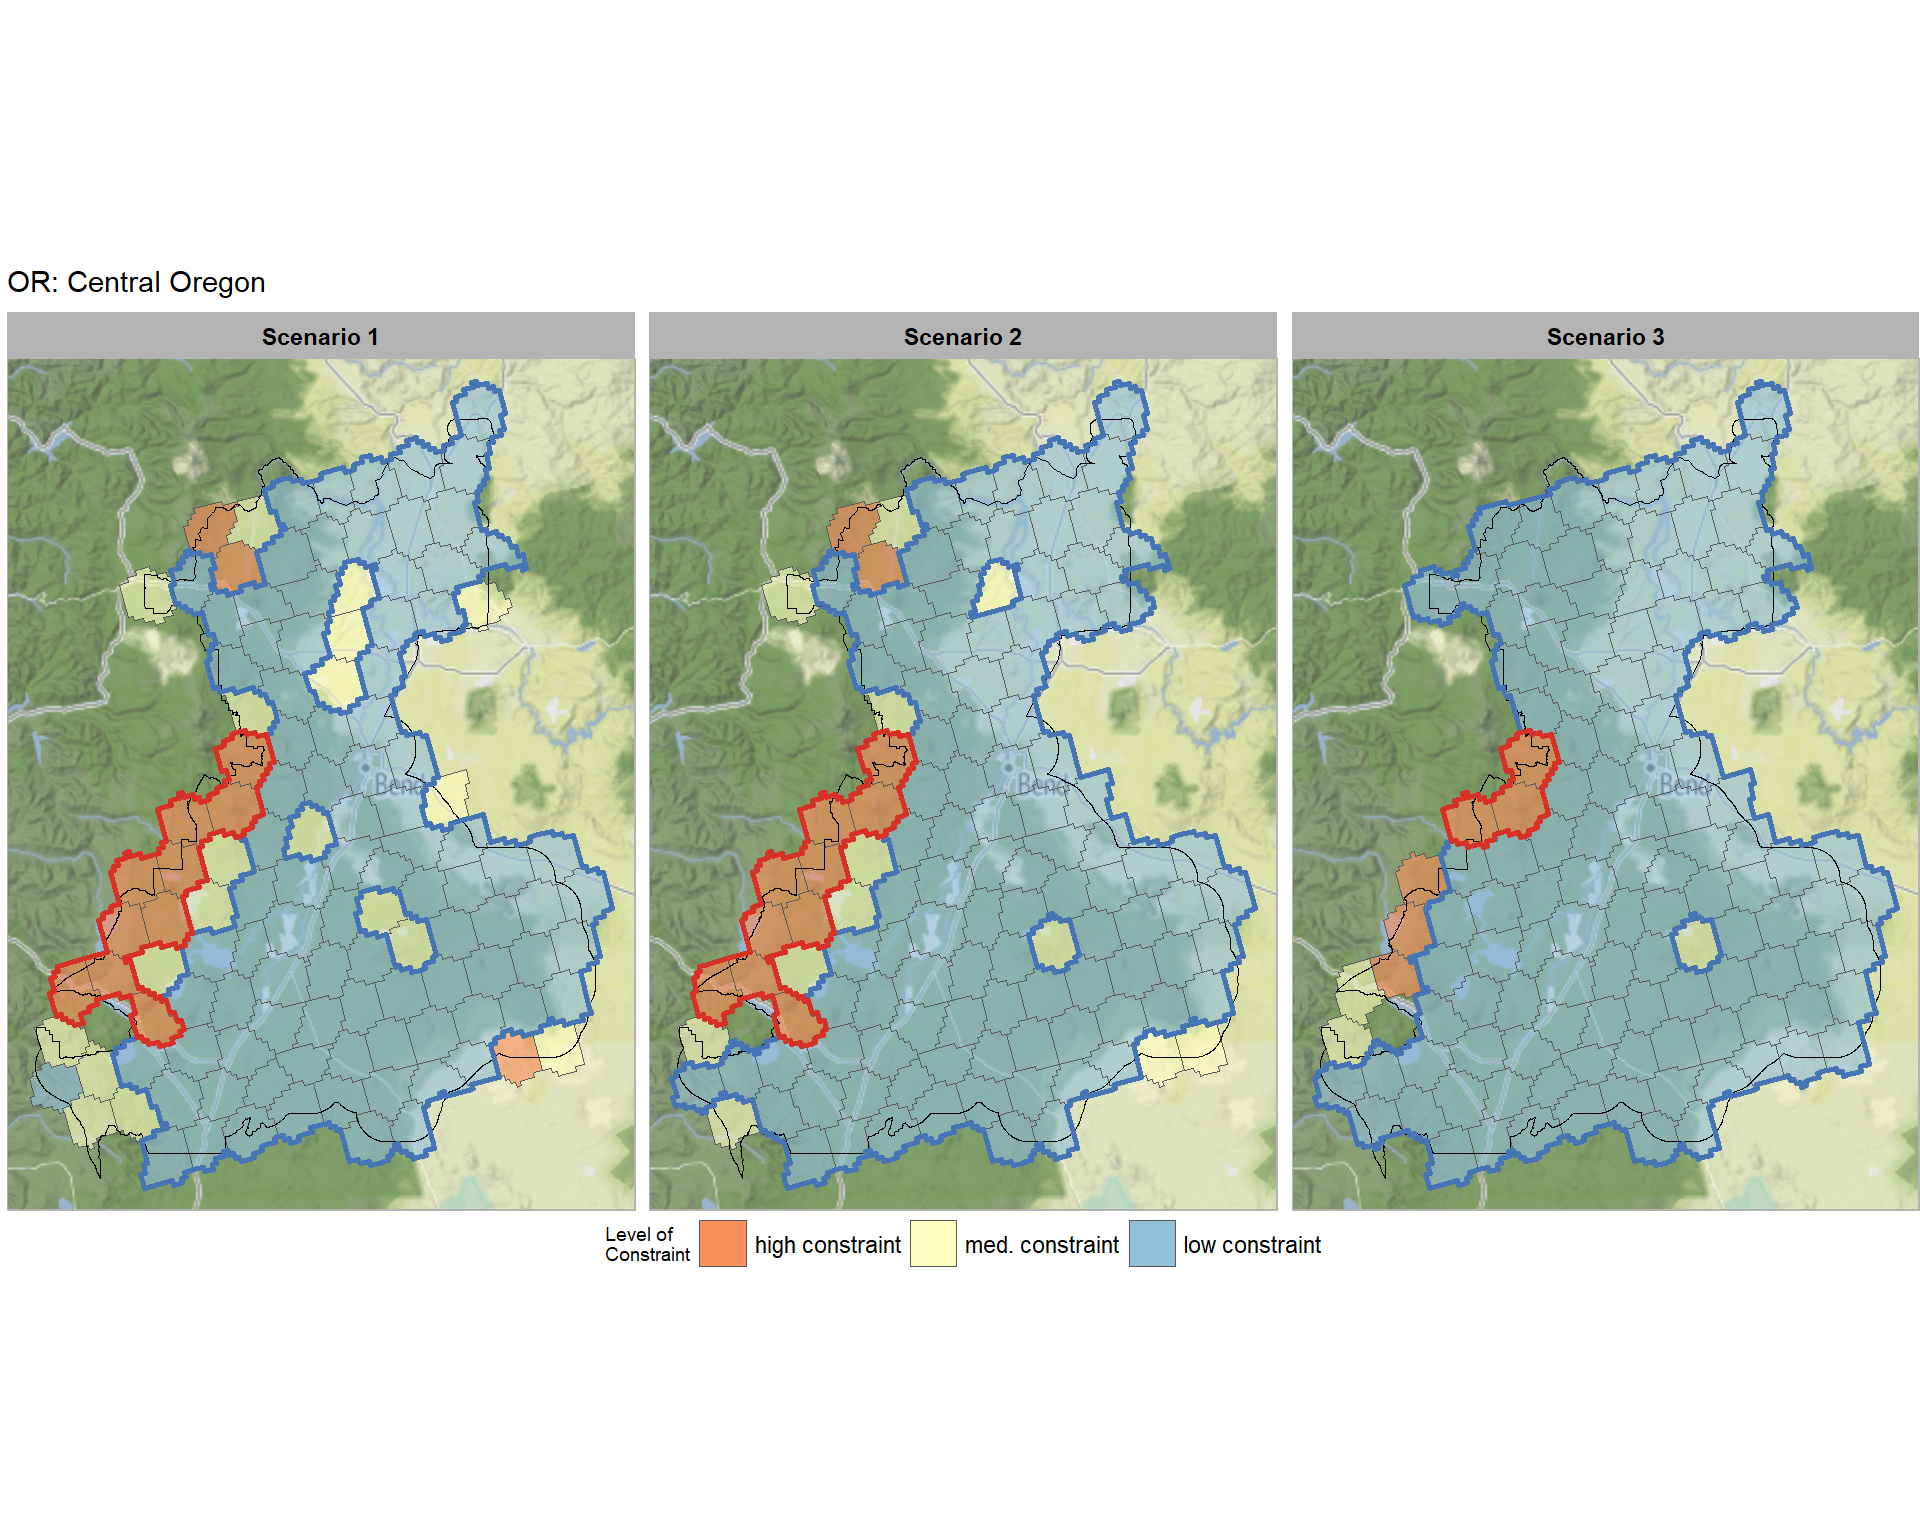 OR: Central Oregon
Scenario 1
Scenario 2
Scenario 3
Bend
Bend
Bend
Level of
Constraint
high constraint
med. constraint
low constraint